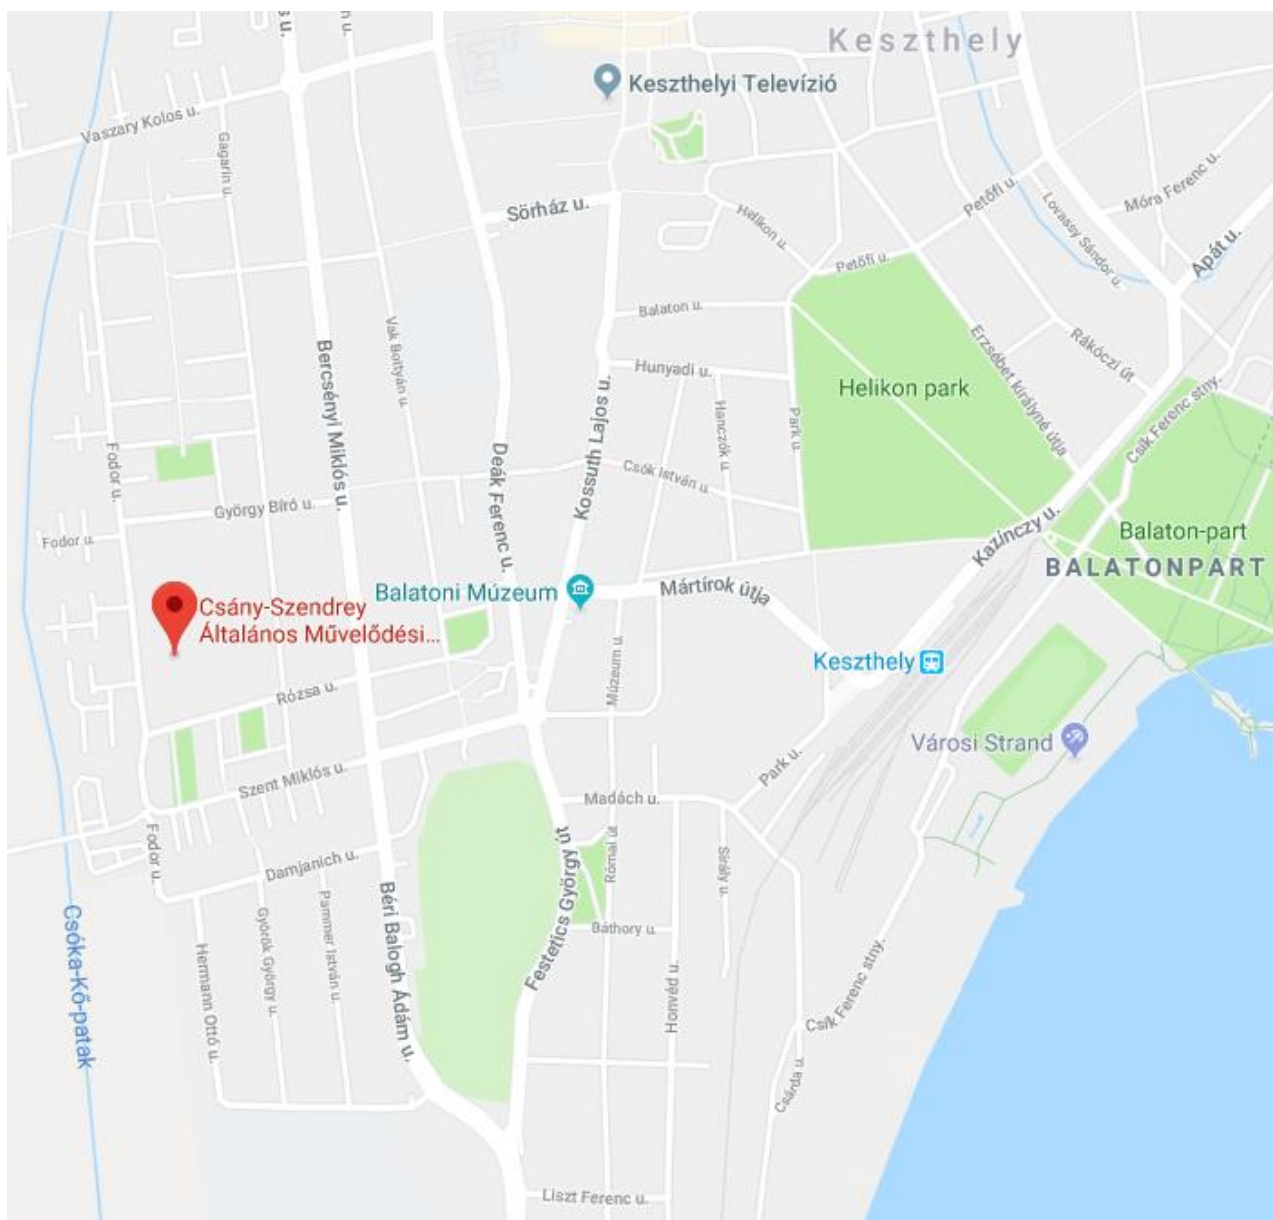 s u.
n u.
Keszthely
Keszthelyi Televízió
Vaszary Kolos u.
Gagarin u.
Sörház u.
Helikon u.
Petőfi u.
Petőfi u.
Lovassy Sándor u.
Móra Ferenc u.
Apát u.
Balaton u.
Bercsényi Miklós u.
Vak Bottyán u.
Hunyadi u.
Kossuth Lajos u.
Hanczók u.
Park u.
Helikon park
Erzsébet királyné útja
Rákóczi út
Csík Ferenc stny.
Fodor u.
Deák Ferenc u.
Csók István u.
György Bíró u.
Fodor u.
Kazinczy u.
Balaton-part
BALATONPART
Balatoni Múzeum
Mártírok útja
Csány-Szendrey
Általános Művelődési...
Múzeum u.
Keszthely
Rózsa u.
Városi Strand
Szent Miklós u.
Park u.
Madách u.
Fodor u.
Damjanich u.
Festetics György út
Római út
Sirály u.
Béri Balogh Ádám u.
Györök György u.
Pammer István u.
Hermann Ottó u.
Báthory u.
Honvéd u.
Csóka-Kő-patak
Csík Ferenc stny.
Csárda u.
Liszt Ferenc u.